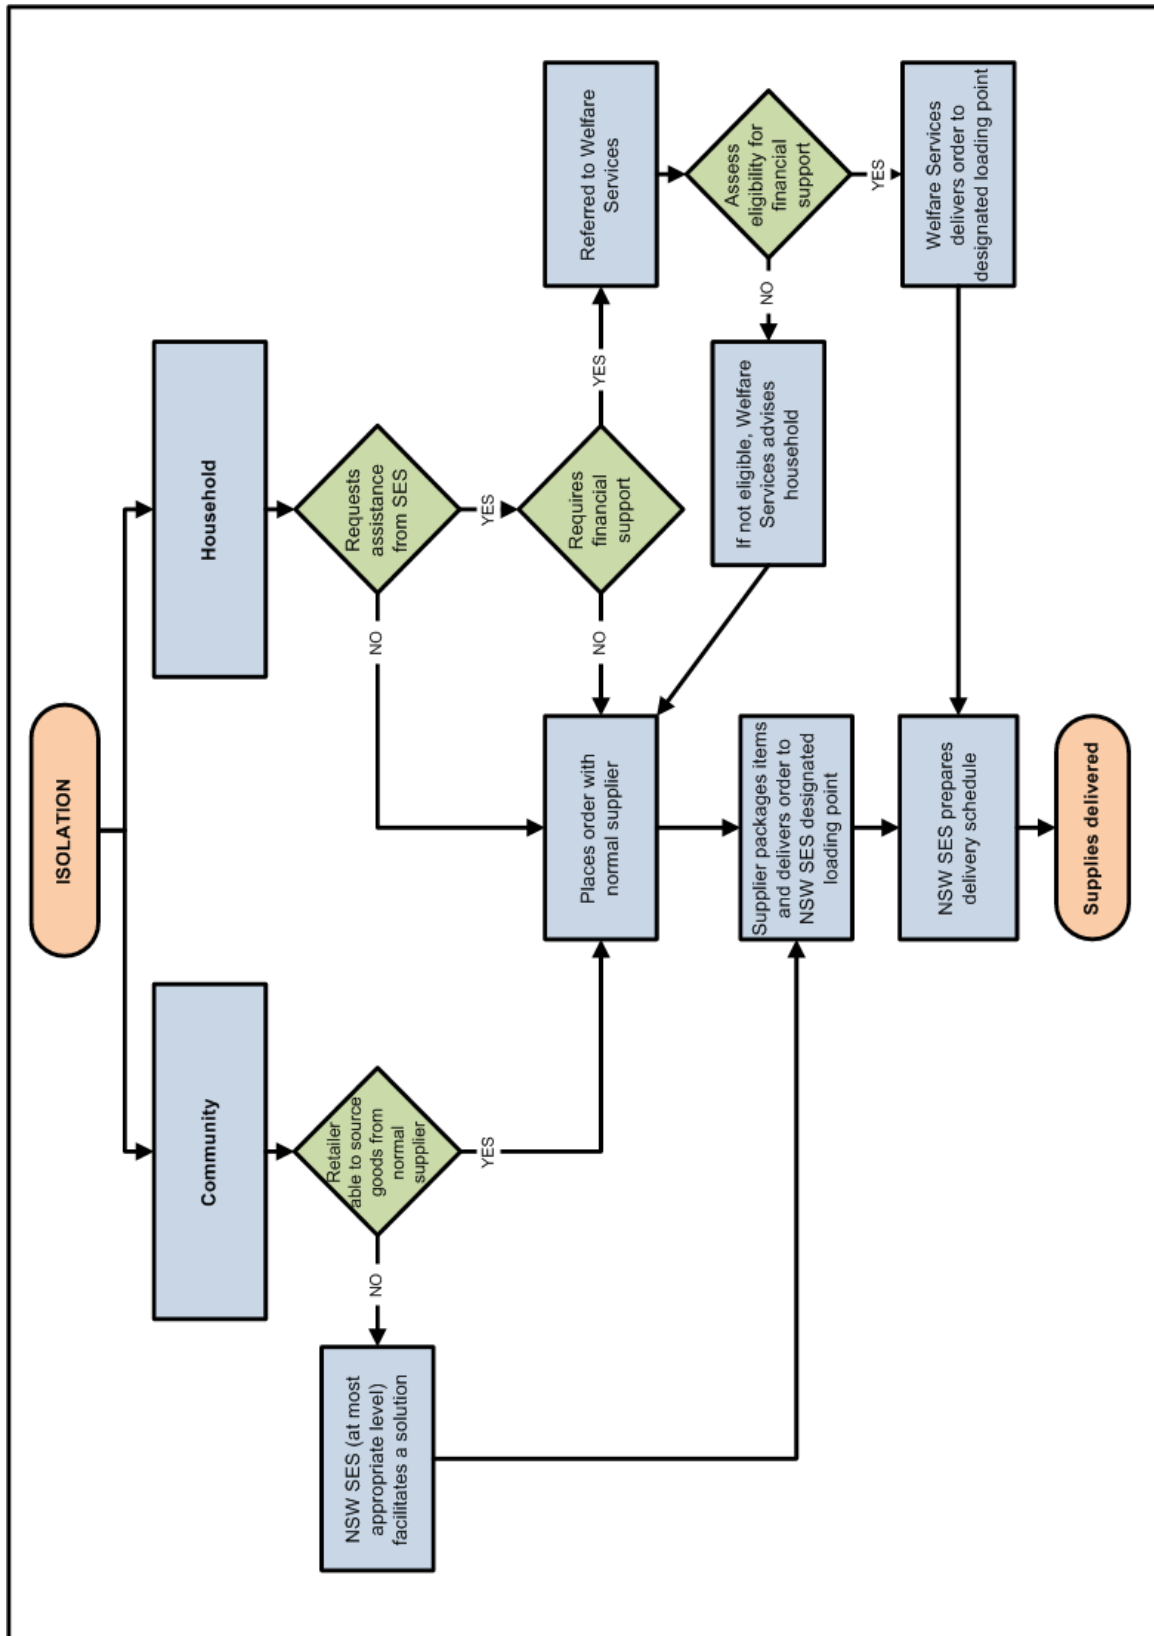 ISOLATION
Community
Household
Retailer
able to source
goods from
normal
supplier
Requests
assistance
from SES
NO
YES
NO
YES
NSW SES (at most
appropriate level)
facilitates a solution
Places order with
normal supplier
NO
Requires
financial
support
YES
Referred to Welfare
Services
If not eligible, Welfare
Services advises
household
NO
Assess
eligibility for
financial
support
YES
Supplier packages items
and delivers order to
NSW SES designated
loading point
NSW SES prepares
delivery schedule
Welfare Services
delivers order to
designated loading point
Supplies delivered